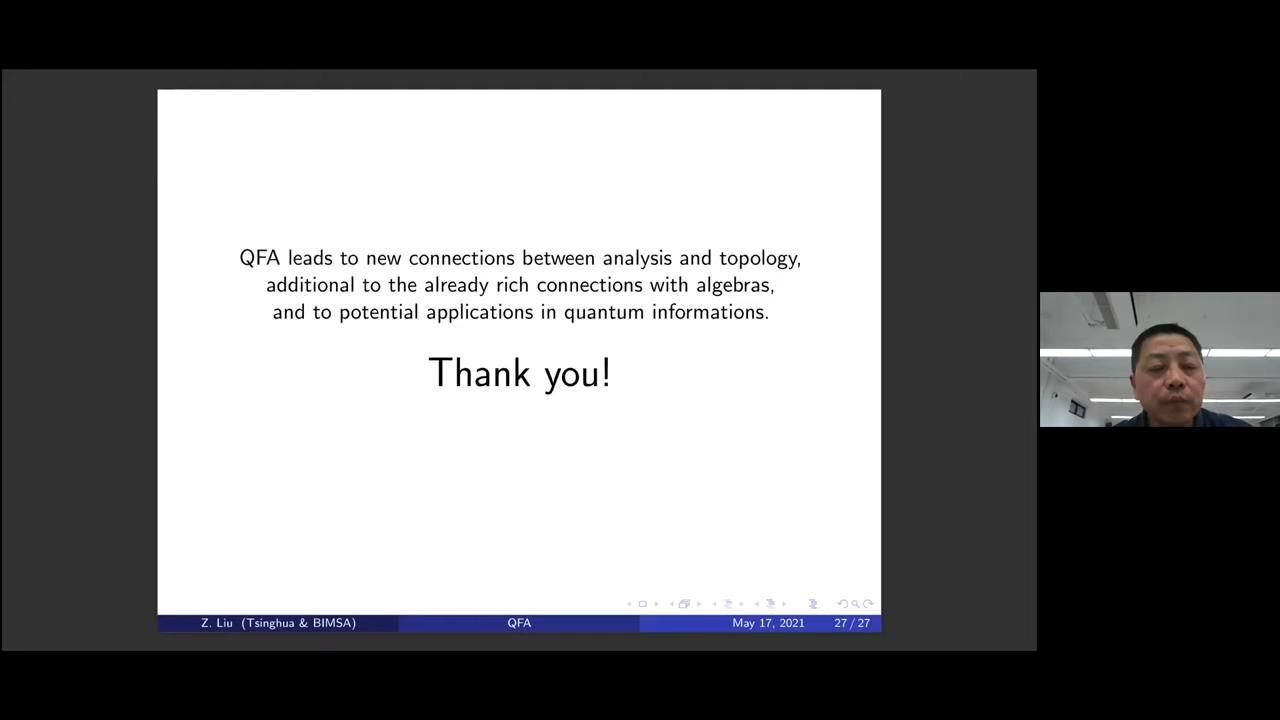 QFA leads to new connections between analysis and topology,
additional to the already rich connections with algebras,
and to potential applications in quantum informations.
Thank you!
Z. Liu (Tsinghua & BIMSA)
QFA
May 17, 2021
27 / 27